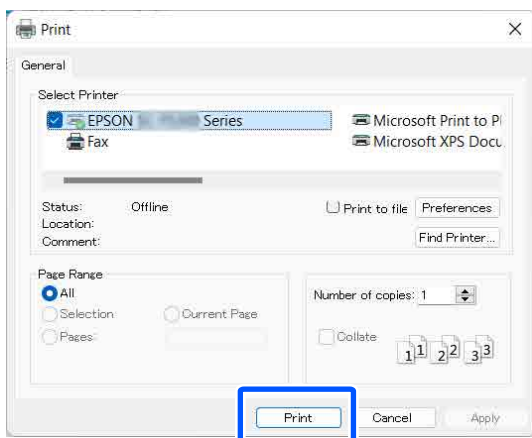 Print
General
Select Printer
EPSON Series
Microsoft Print to P
Fax
Microsoft XPS Docu
Status: Offline
Location:
Comment:
Print to file
Preferences
Find Printer...
Page Range
All
Selection
Current Page
Pages:
Number of copies: 1
Collate
1 1 2 2 3 3
Print
Cancel
Apply